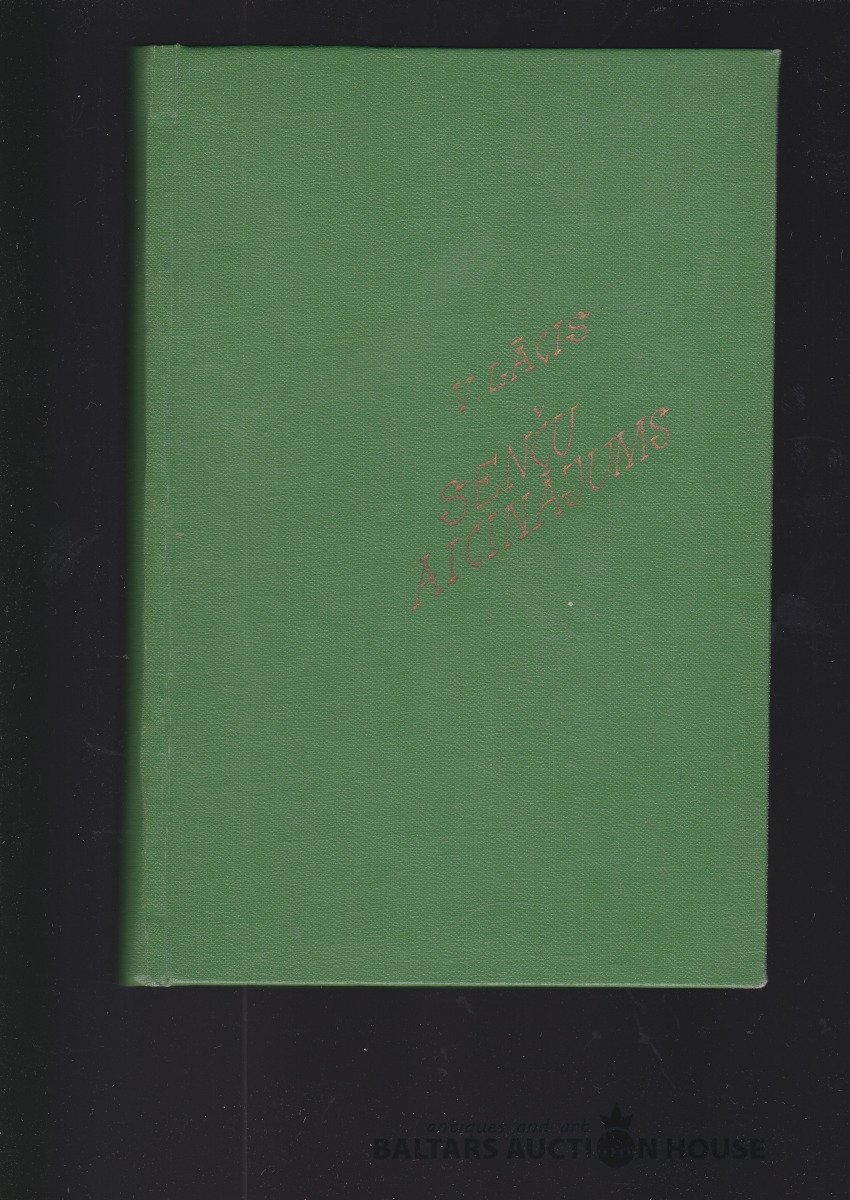 V. LĀCIS
SENČU
AICINĀJUMS
antiques and art
BALTARS AUCTION HOUSE